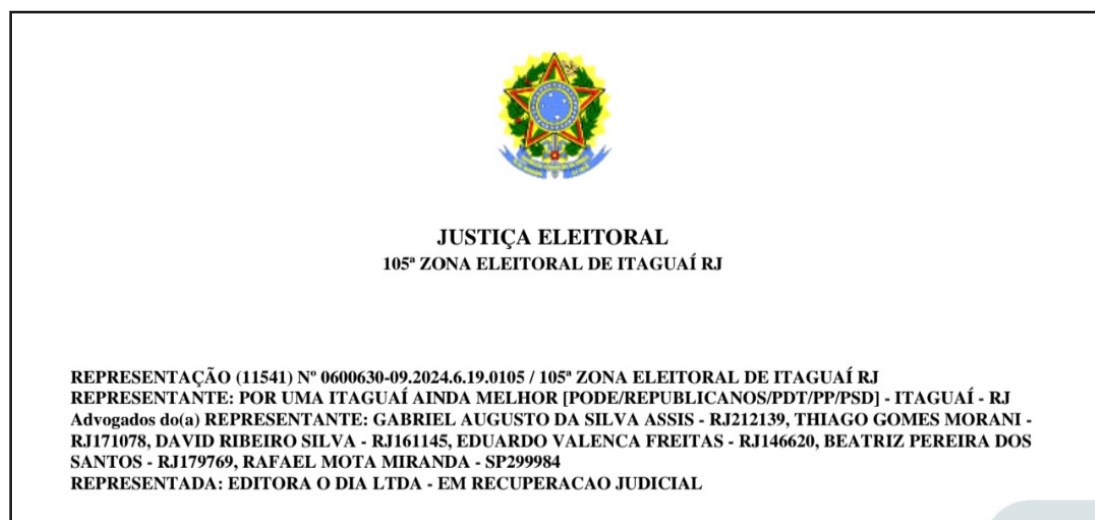 JUSTIÇA ELEITORAL
105ª ZONA ELEITORAL DE ITAGUAÍ RJ
REPRESENTAÇÃO (11541) Nº 0600630-09.2024.6.19.0105 / 105ª ZONA ELEITORAL DE ITAGUAÍ RJ
REPRESENTANTE: POR UMA ITAGUAÍ AINDA MELHOR [PODE/REPUBLICANOS/PDT/PP/PSD] - ITAGUAÍ - RJ
Advogados do(a) REPRESENTANTE: GABRIEL AUGUSTO DA SILVA ASSIS - RJ212139, THIAGO GOMES MORANI -
RJ171078, DAVID RIBEIRO SILVA - RJ161145, EDUARDO VALENCA FREITAS - RJ146620, BEATRIZ PEREIRA DOS
SANTOS - RJ179769, RAFAEL MOTA MIRANDA - SP299984
REPRESENTADA: EDITORA O DIA LTDA - EM RECUPERACAO JUDICIAL